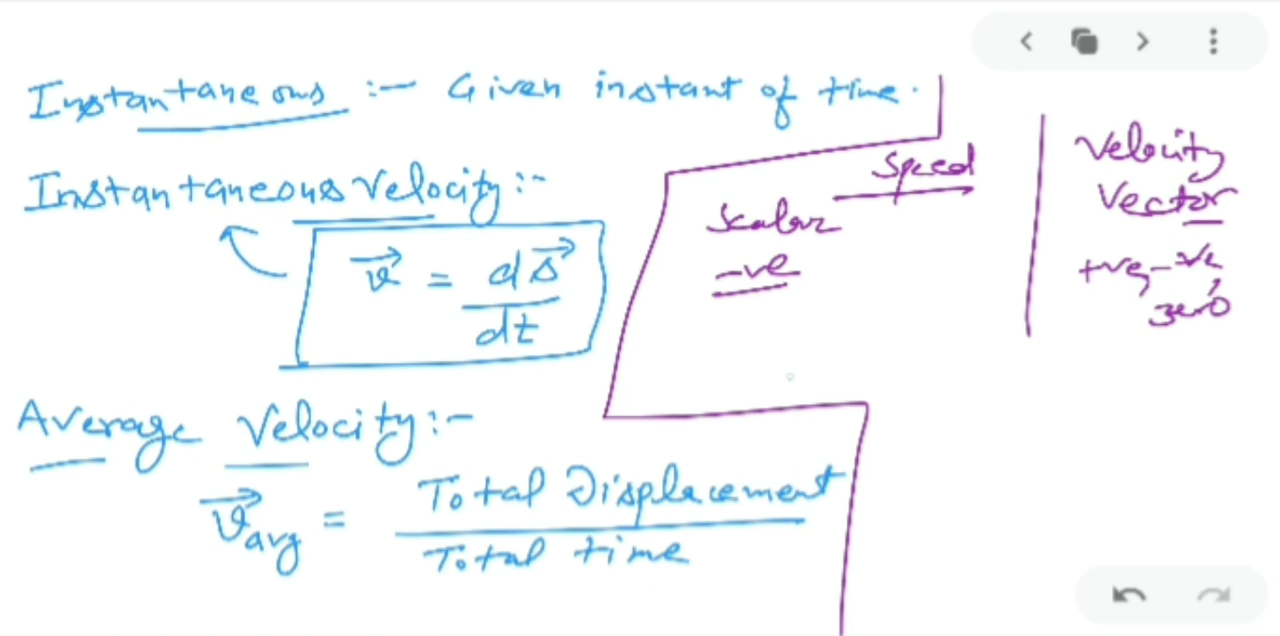 Instantaneous :- Given instant of time.
Instantaneous Velocity :-
v = ds
dt
Average Velocity :-
vavg = Total Displacement
Total time
Speed
Scalar
-ve
Velocity
Vector
+ve, -ve,
zero